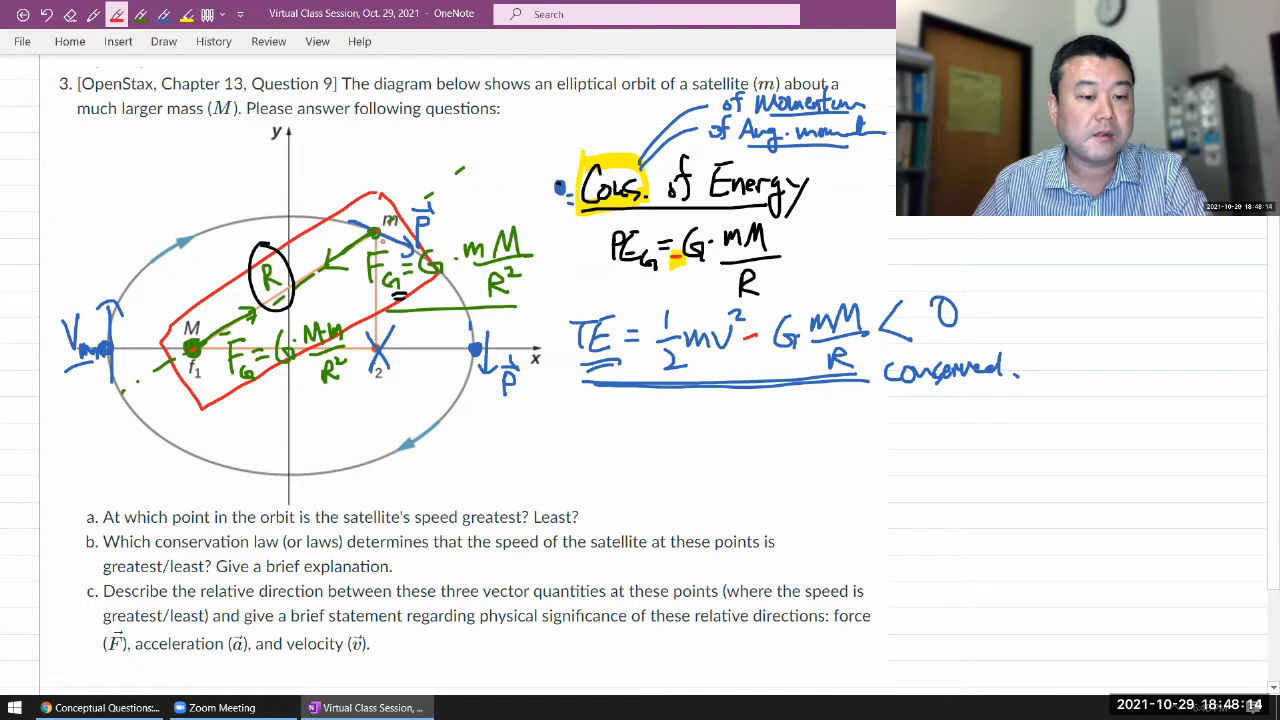 Virtual Class Session, Oct. 29, 2021 - OneNote
Search
File Home Insert Draw History Review View Help
3. [OpenStax, Chapter 13, Question 9] The diagram below shows an elliptical orbit of a satellite (m) about a
much larger mass (M). Please answer following questions:
of Momentum
of Ang. moment
Cons. of Energy
PE_G = -G · mM/R
TE = 1/2 mv² - G mM/R < 0
conserved.
y
m
P⃗
R
F_G = G · mM/R²
M
F_G = G · M·m/R²
f₁
2
x
P⃗
a. At which point in the orbit is the satellite's speed greatest? Least?
b. Which conservation law (or laws) determines that the speed of the satellite at these points is
greatest/least? Give a brief explanation.
c. Describe the relative direction between these three vector quantities at these points (where the speed is
greatest/least) and give a brief statement regarding physical significance of these relative directions: force
(F⃗), acceleration (a⃗), and velocity (v⃗).
2021-10-29 18:48:14
Conceptual Questions:... Zoom Meeting Virtual Class Session, ...
2021-10-29 18:48:14